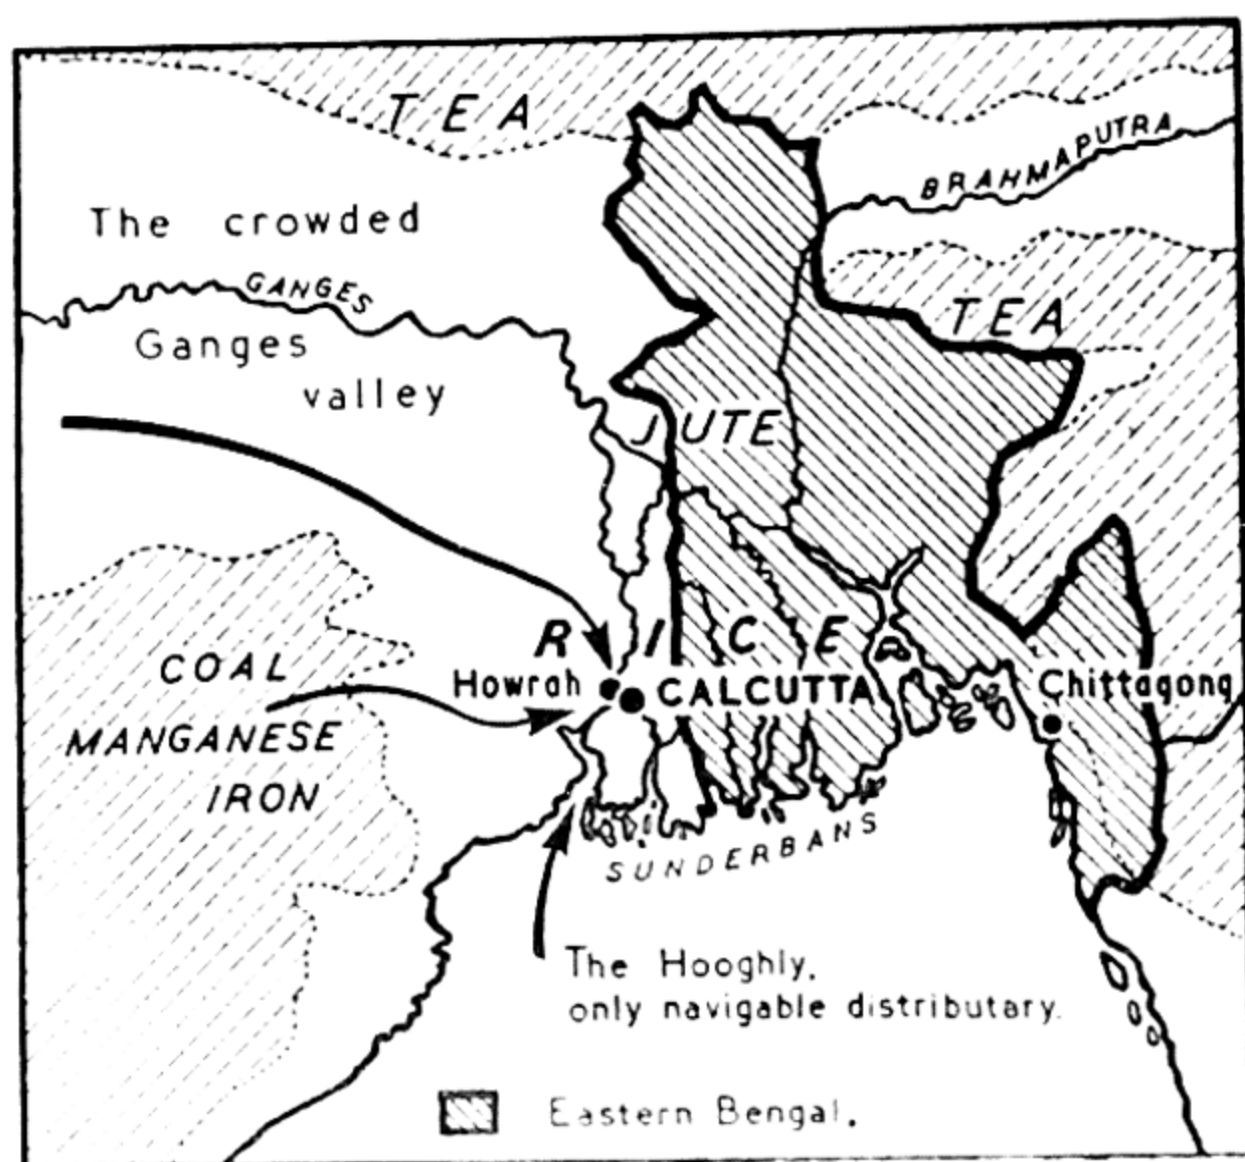 TEA
BRAHMAPUTRA
The crowded
GANGES
Ganges
valley
TEA
JUTE
RICE
COAL
Howrah
CALCUTTA
Chittagong
MANGANESE
IRON
SUNDERBANS
The Hooghly,
only navigable distributary.
Eastern Bengal.